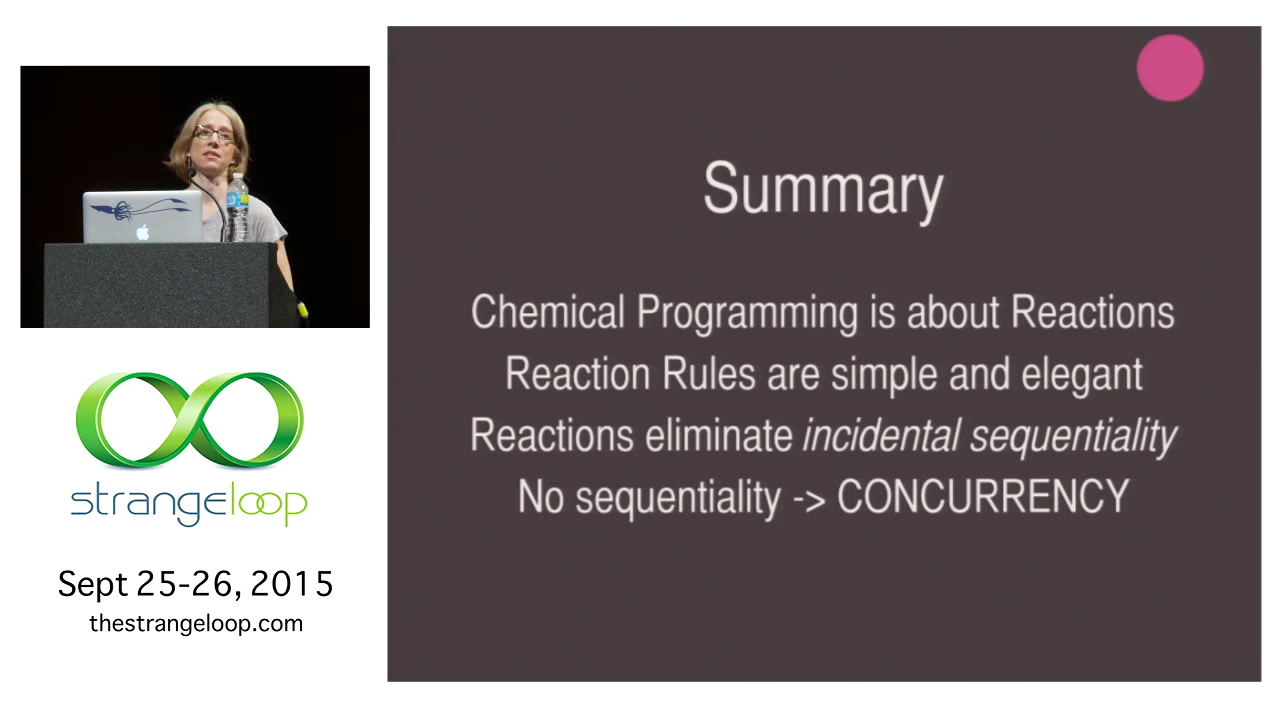 strangeloop
Sept 25-26, 2015
thestrangeloop.com
Summary
Chemical Programming is about Reactions
Reaction Rules are simple and elegant
Reactions eliminate incidental sequentiality
No sequentiality -> CONCURRENCY